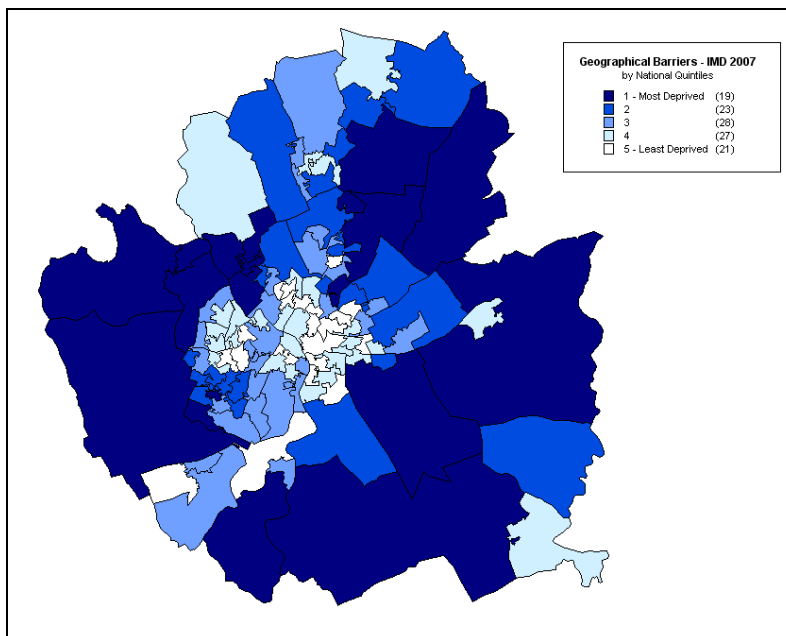 Geographical Barriers - IMD 2007
by National Quintiles
1 - Most Deprived (19)
2 (23)
3 (28)
4 (27)
5 - Least Deprived (21)